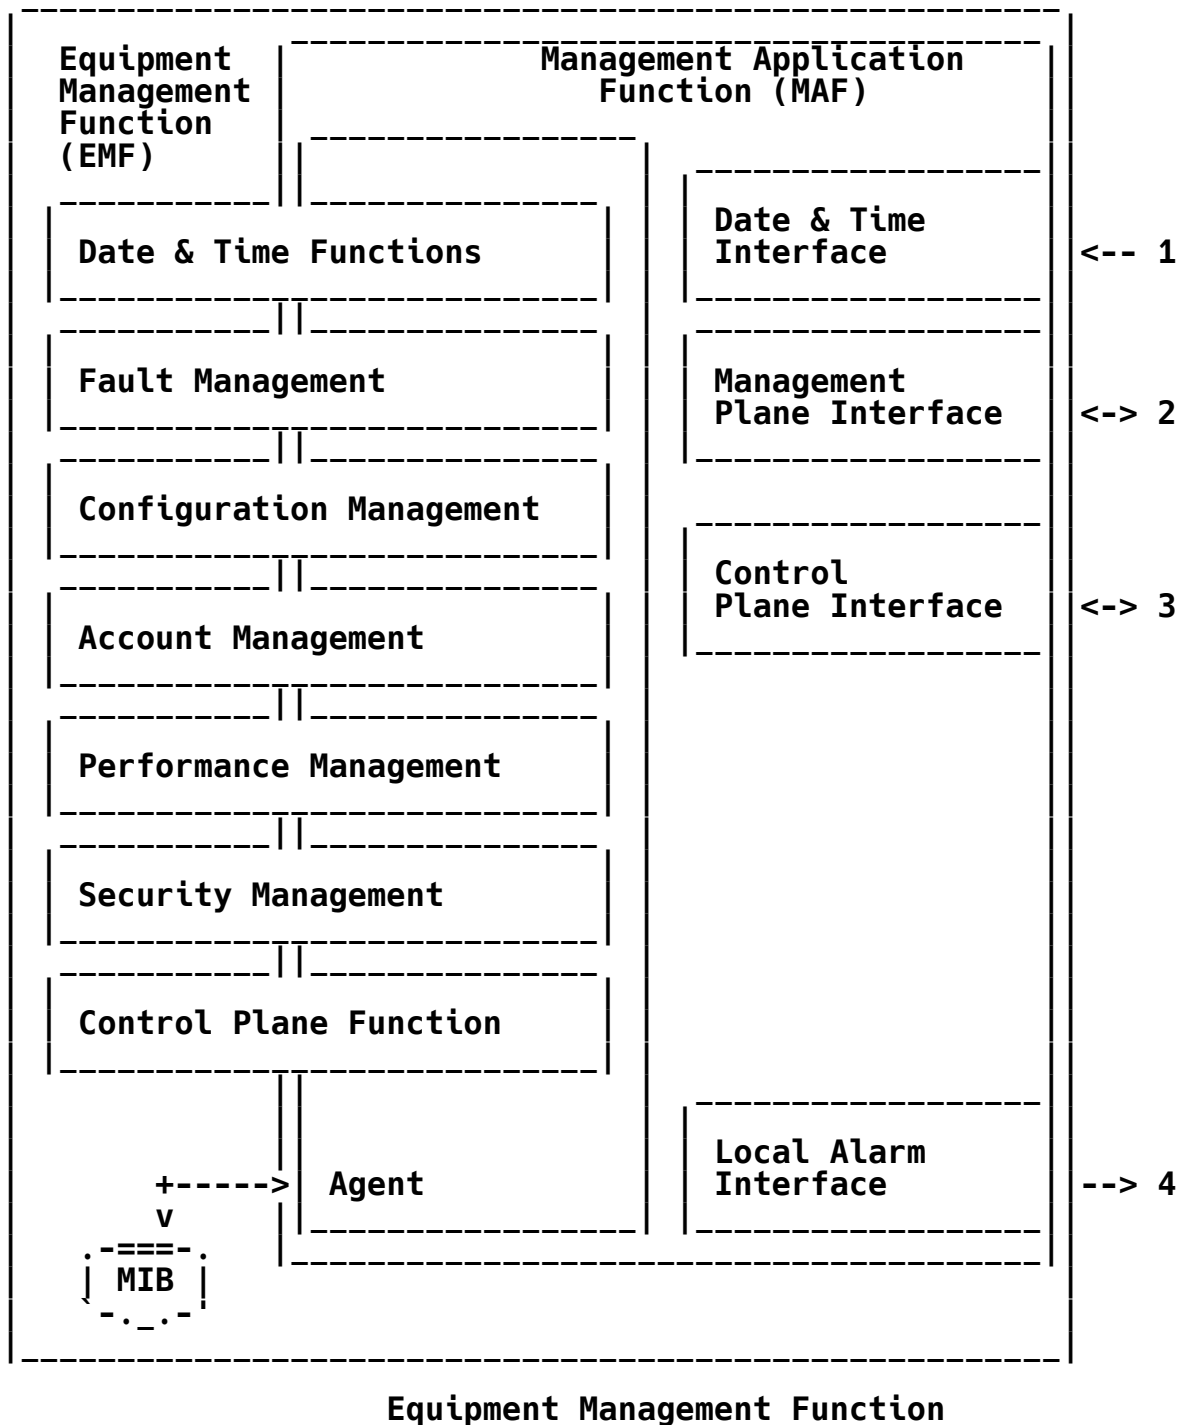 Equipment Management Application
Management Function (MAF)
Function
(EMF)
Date & Time
Date & Time Functions Interface <-- 1
Fault Management Management
Plane Interface <-> 2
Configuration Management
Control
Plane Interface <-> 3
Account Management
Performance Management
Security Management
Control Plane Function
Local Alarm
+-----> Agent Interface --> 4
v
.-===-.
| MIB |
`-._.-'
Equipment Management Function